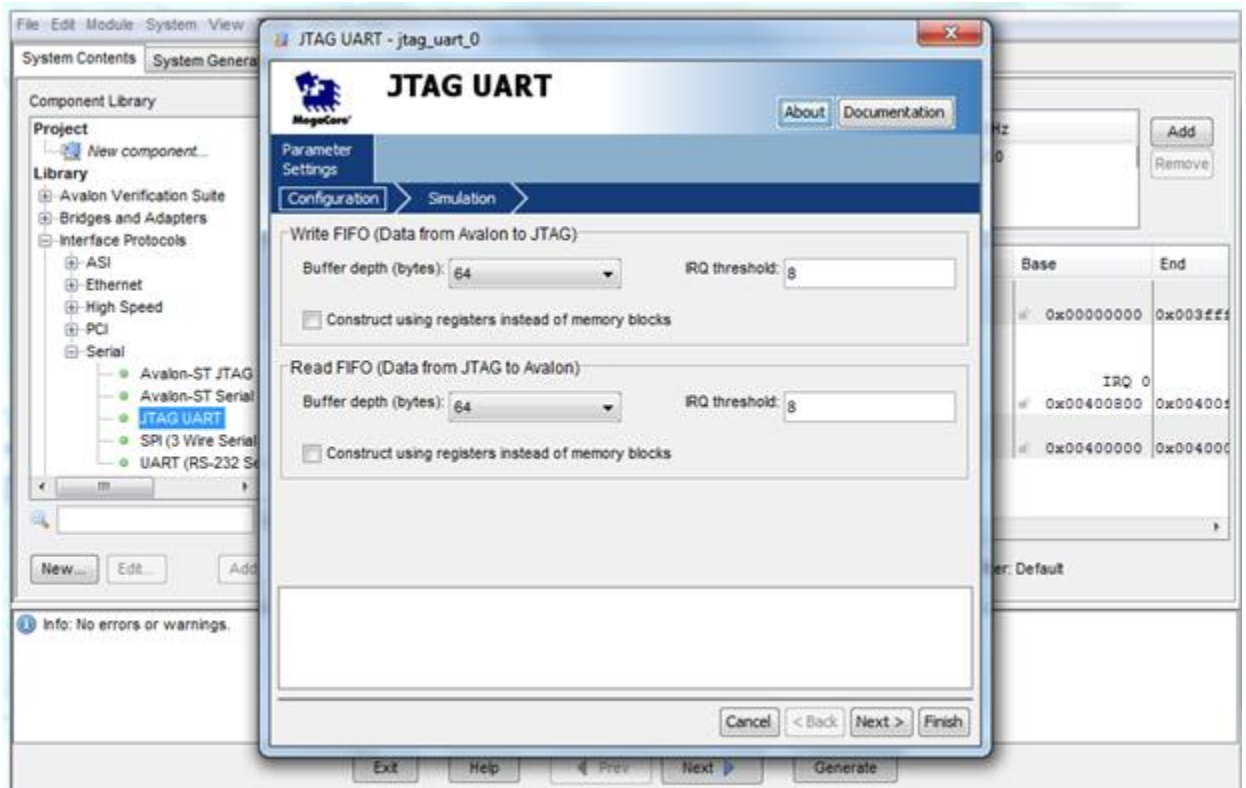 File Edit Module System View
System Contents System Genera
Component Library
Project
New component...
Library
Avalon Verification Suite
Bridges and Adapters
Interface Protocols
ASI
Ethernet
High Speed
PCI
Serial
Avalon-ST JTAG
Avalon-ST Serial
JTAG UART
SPI (3 Wire Serial
UART (RS-232 Se
New... Edit... Add
Info: No errors or warnings.
JTAG UART - jtag_uart_0
MegaCore'
JTAG UART
About Documentation
Parameter
Settings
Configuration Simulation
Write FIFO (Data from Avalon to JTAG)
Buffer depth (bytes): 64 IRQ threshold: 8
Construct using registers instead of memory blocks
Read FIFO (Data from JTAG to Avalon)
Buffer depth (bytes): 64 IRQ threshold: 8
Construct using registers instead of memory blocks
Cancel < Back Next > Finish
Hz Add
0 Remove
Base End
0x00000000 0x003fff
IRQ 0
0x00400800 0x00400f
0x00400000 0x004000
er: Default
Exit Help Prev Next Generate